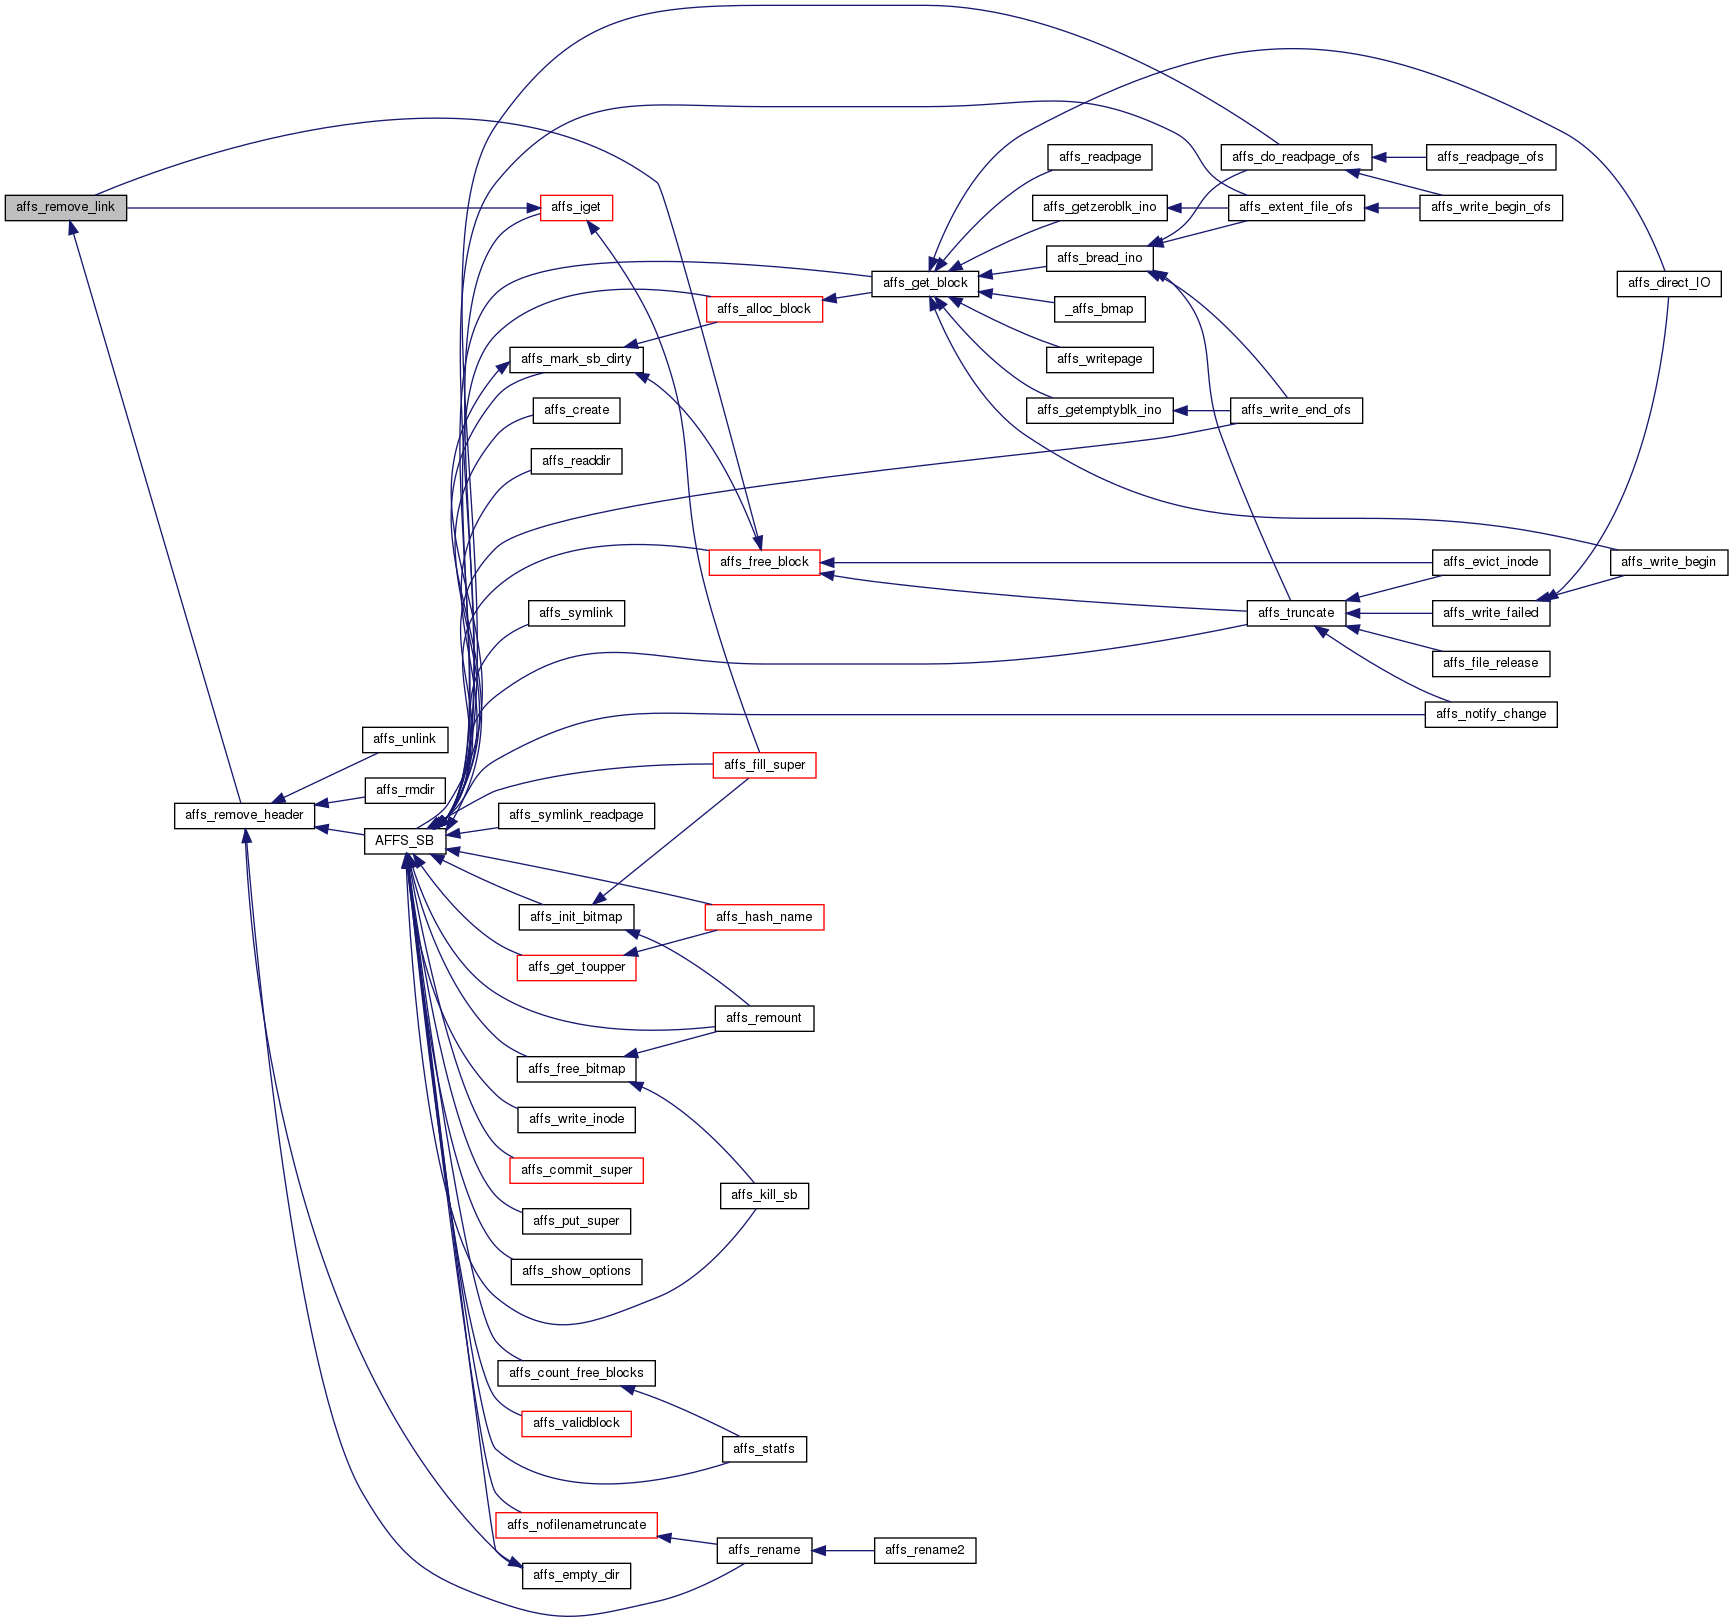 affs_readpage
affs_do_readpage_ofs
affs_readpage_ofs
affs_remove_link
affs_iget
affs_getzeroblk_ino
affs_extent_file_ofs
affs_write_begin_ofs
affs_bread_ino
affs_get_block
affs_direct_IO
affs_alloc_block
_affs_bmap
affs_mark_sb_dirty
affs_writepage
affs_create
affs_getemptyblk_ino
affs_write_end_ofs
affs_readdir
affs_free_block
affs_evict_inode
affs_write_begin
affs_symlink
affs_truncate
affs_write_failed
affs_file_release
affs_notify_change
affs_unlink
affs_fill_super
affs_rmdir
affs_remove_header
affs_symlink_readpage
AFFS_SB
affs_init_bitmap
affs_hash_name
affs_get_toupper
affs_remount
affs_free_bitmap
affs_write_inode
affs_commit_super
affs_kill_sb
affs_put_super
affs_show_options
affs_count_free_blocks
affs_validblock
affs_statfs
affs_nofilenametruncate
affs_rename
affs_rename2
affs_empty_dir